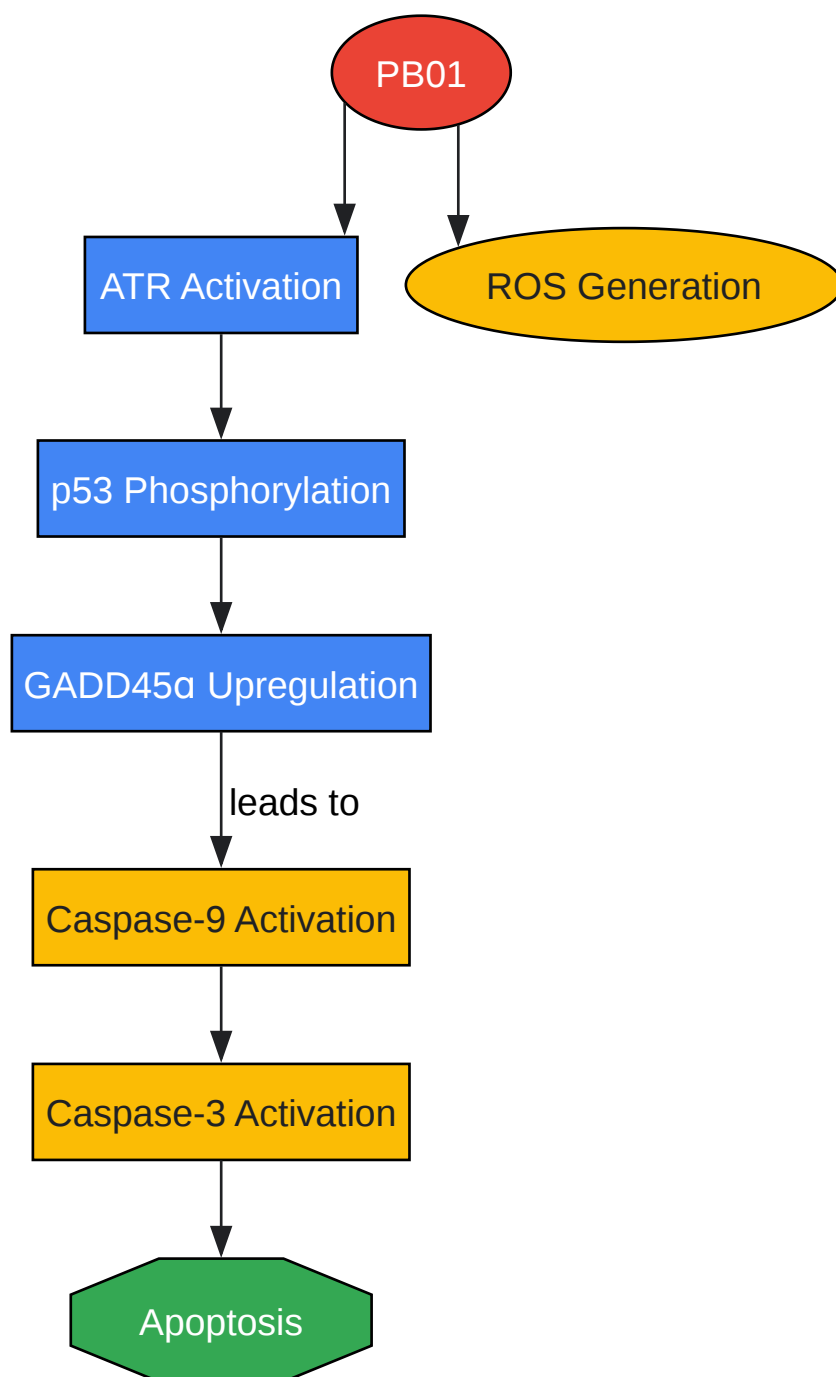 PB01
ATR Activation
ROS Generation
p53 Phosphorylation
GADD45α Upregulation
leads to
Caspase-9 Activation
Caspase-3 Activation
Apoptosis